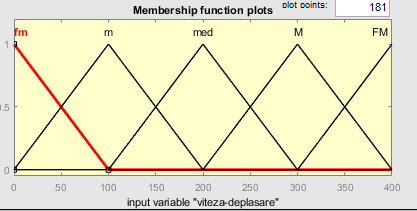 Membership function plots plot points: 181
fm m med M FM
1
0.5
0
0 50 100 150 200 250 300 350 400
input variable "viteza-deplasare"